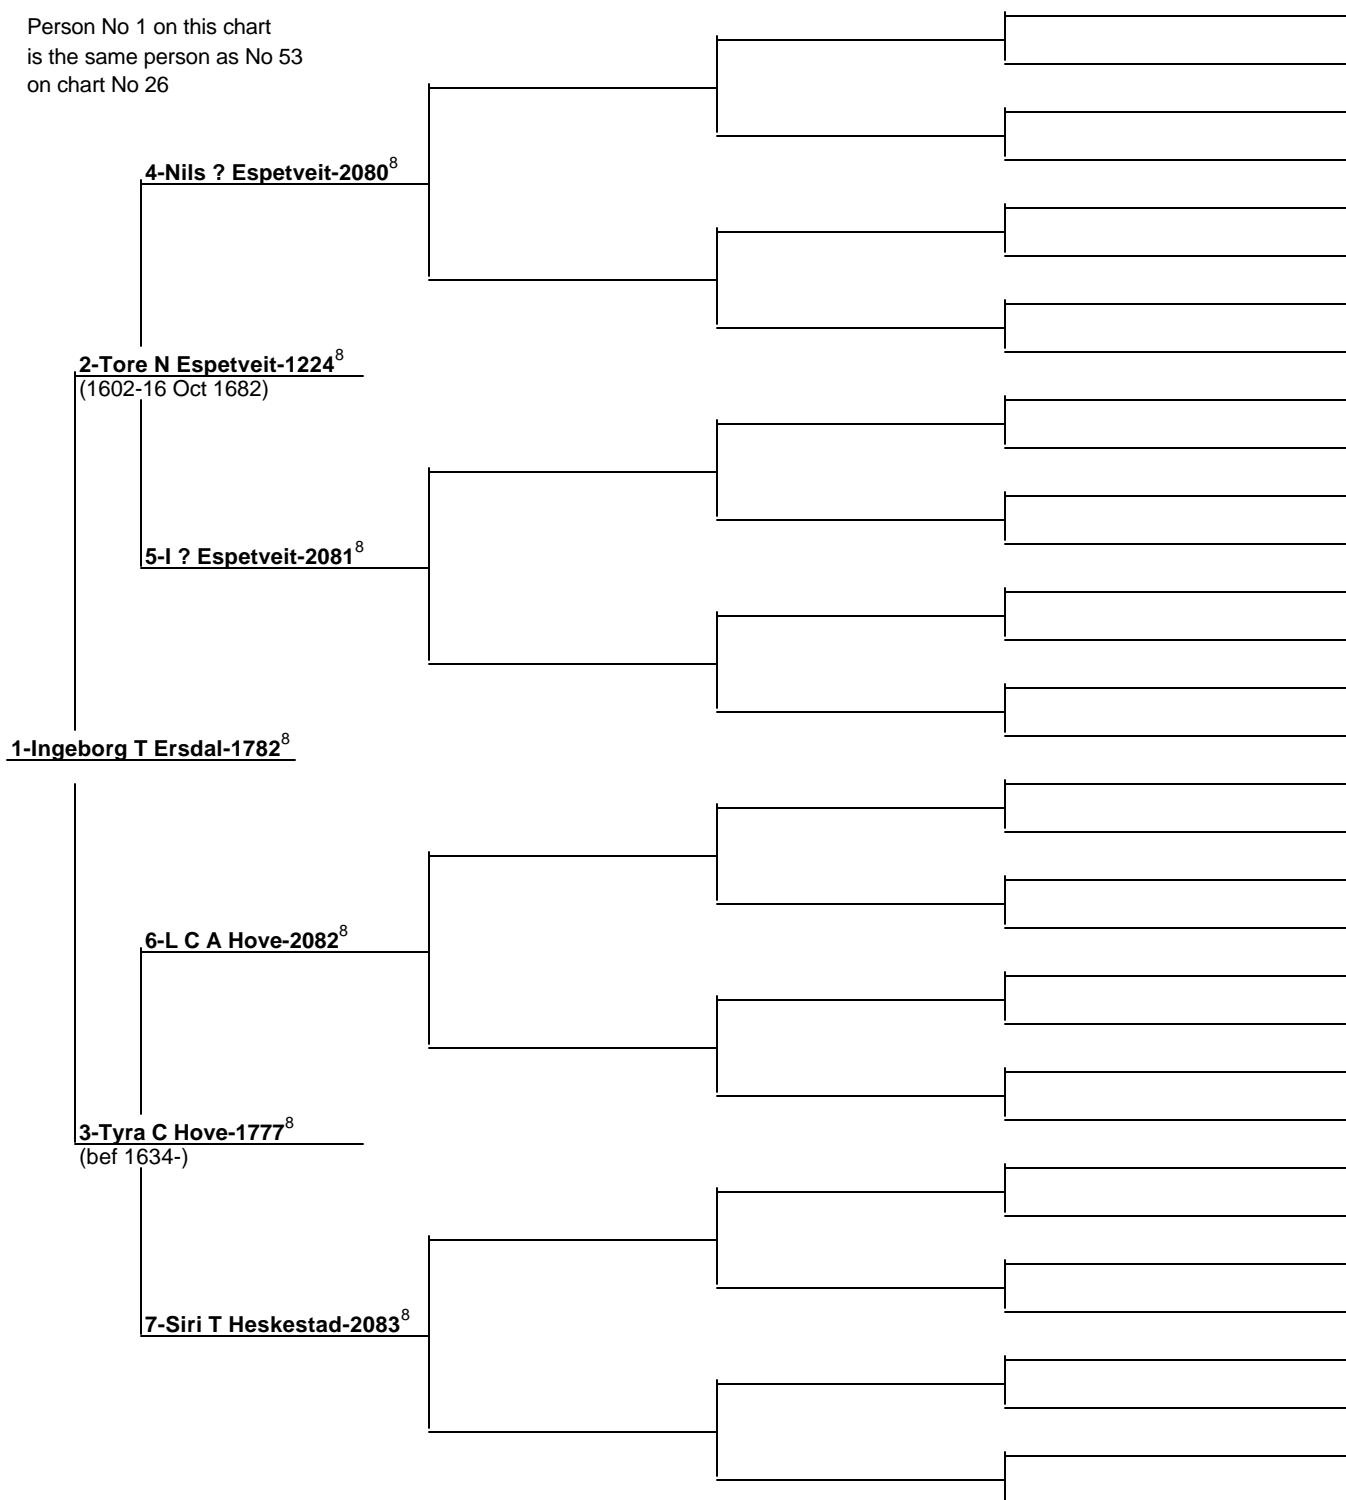 Person No 1 on this chart
is the same person as No 53
on chart No 26
4-Nils ? Espetveit-2080⁸
2-Tore N Espetveit-1224⁸
(1602-16 Oct 1682)
5-I ? Espetveit-2081⁸
1-Ingeborg T Ersdal-1782⁸
6-L C A Hove-2082⁸
3-Tyra C Hove-1777⁸
(bef 1634-)
7-Siri T Heskestad-2083⁸